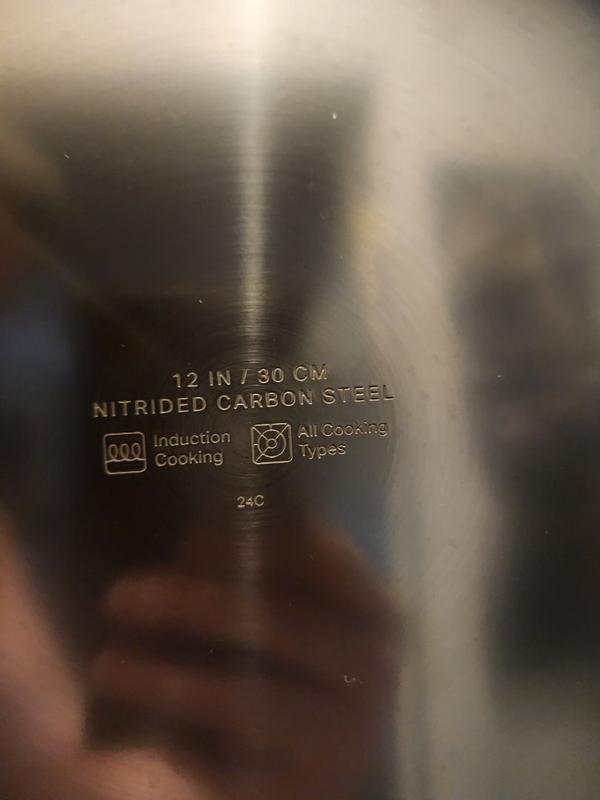 12 IN / 30 CM
NITRIDED CARBON STEEL
Induction Cooking
All Cooking Types
24C